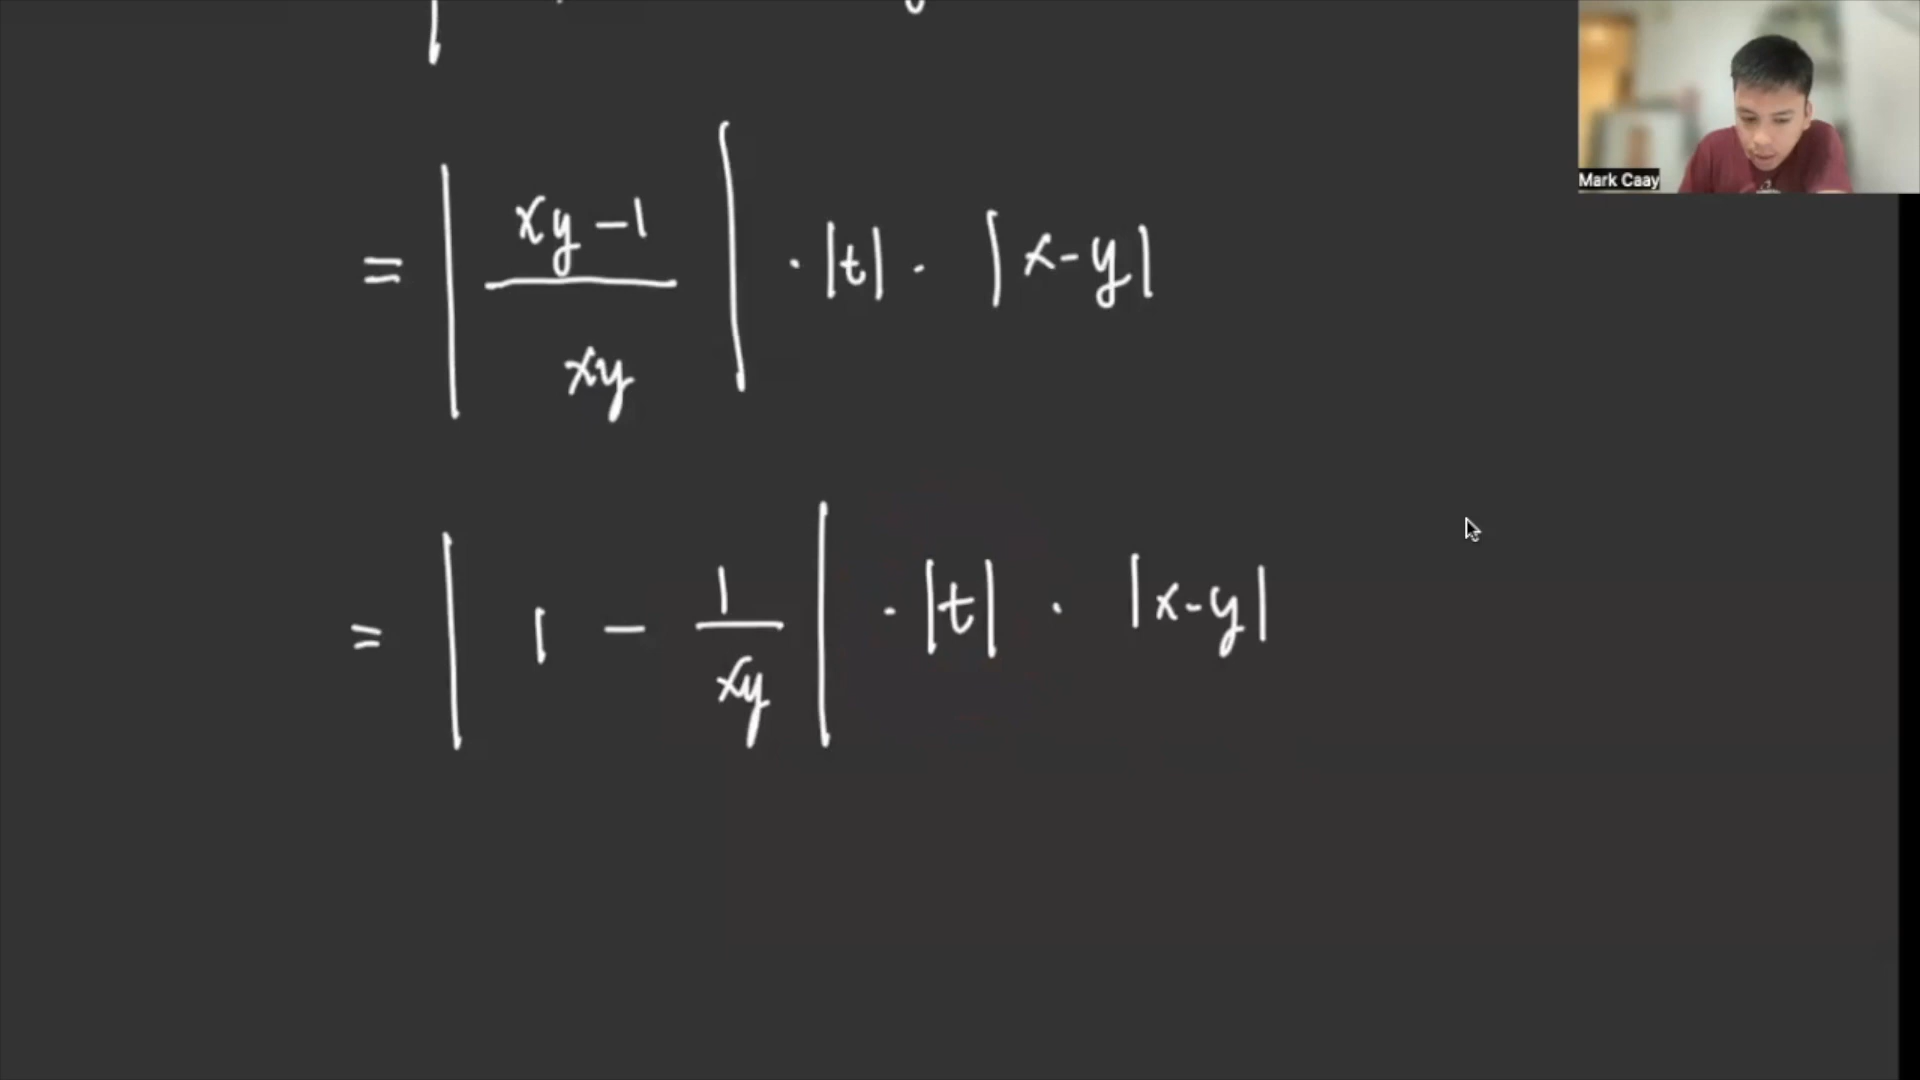 Mark Caay
= | xy - 1 / xy | · |t| · |x - y|
= | 1 - 1 / xy | · |t| · |x - y|